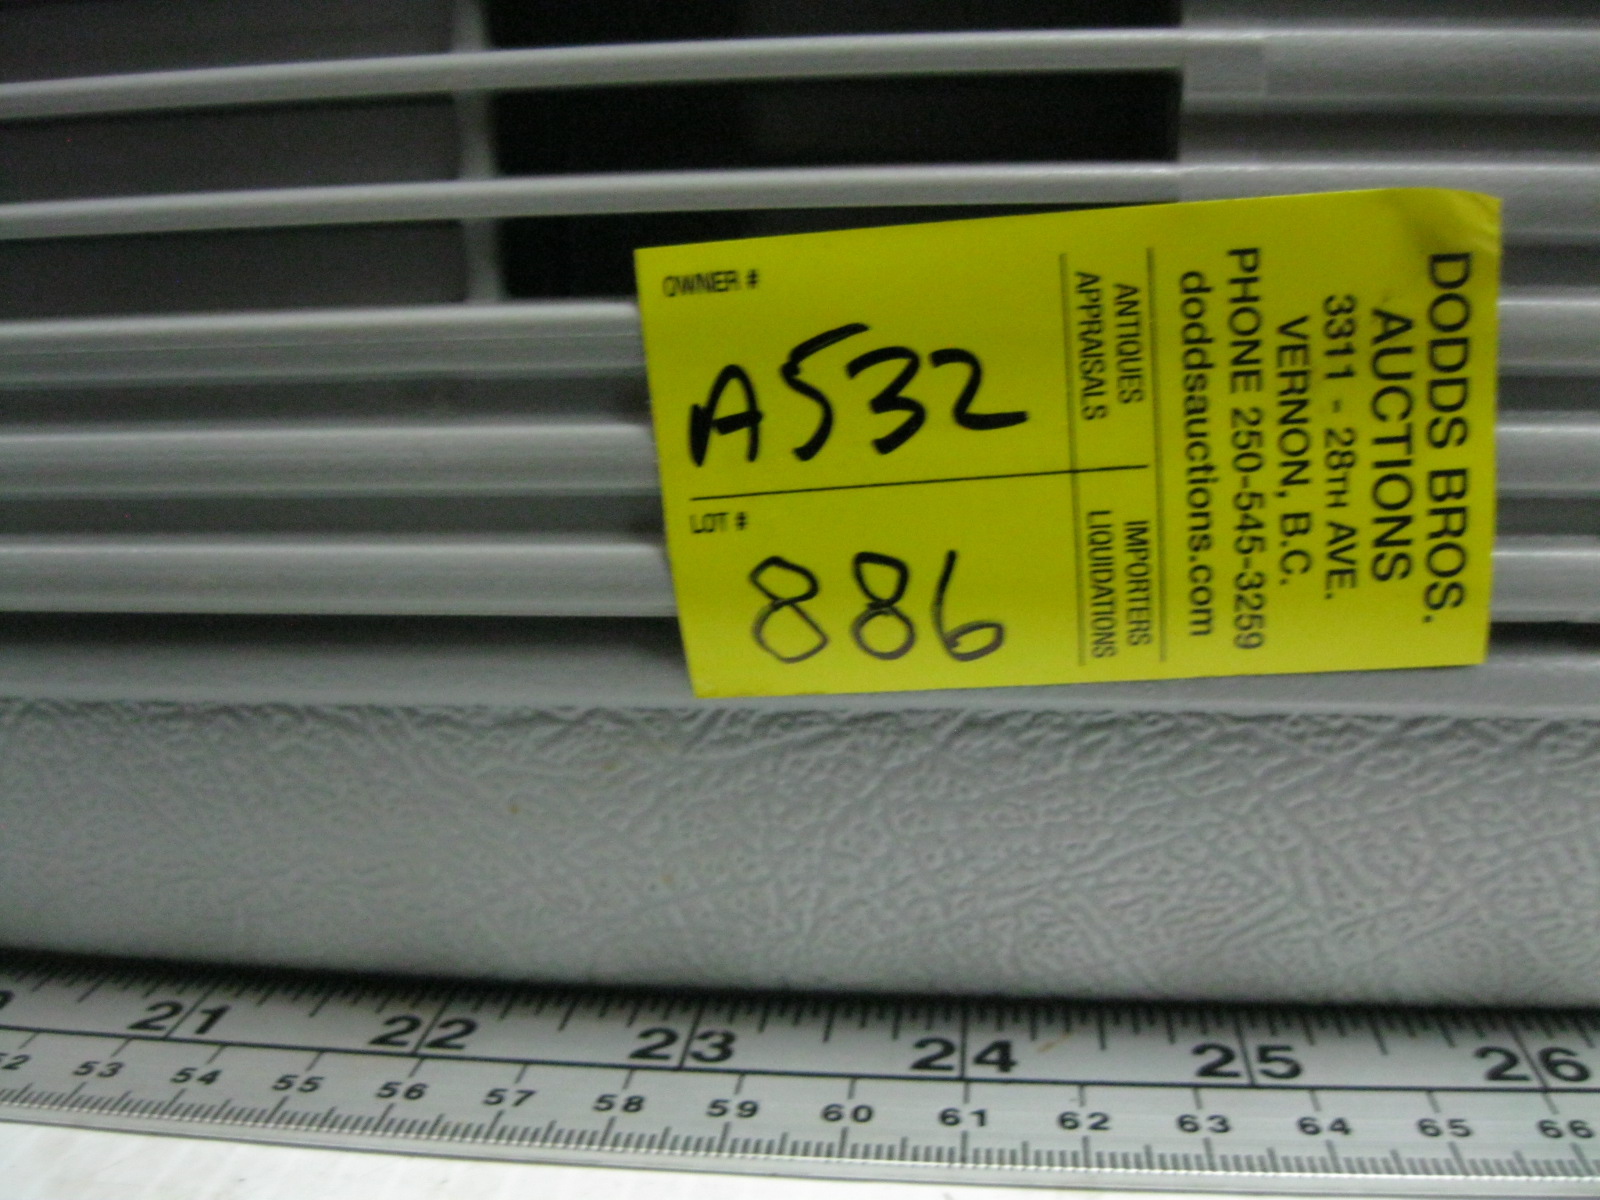 DODDS BROS.
AUCTIONS
3311 - 28TH AVE.
VERNON, B.C.
PHONE 250-545-3259
doddsauctions.com
ANTIQUES IMPORTERS
APPRAISALS LIQUIDATIONS
OWNER #
A532
LOT #
886
21 22 23 24 25 26
53 54 55 56 57 58 59 60 61 62 63 64 65 66